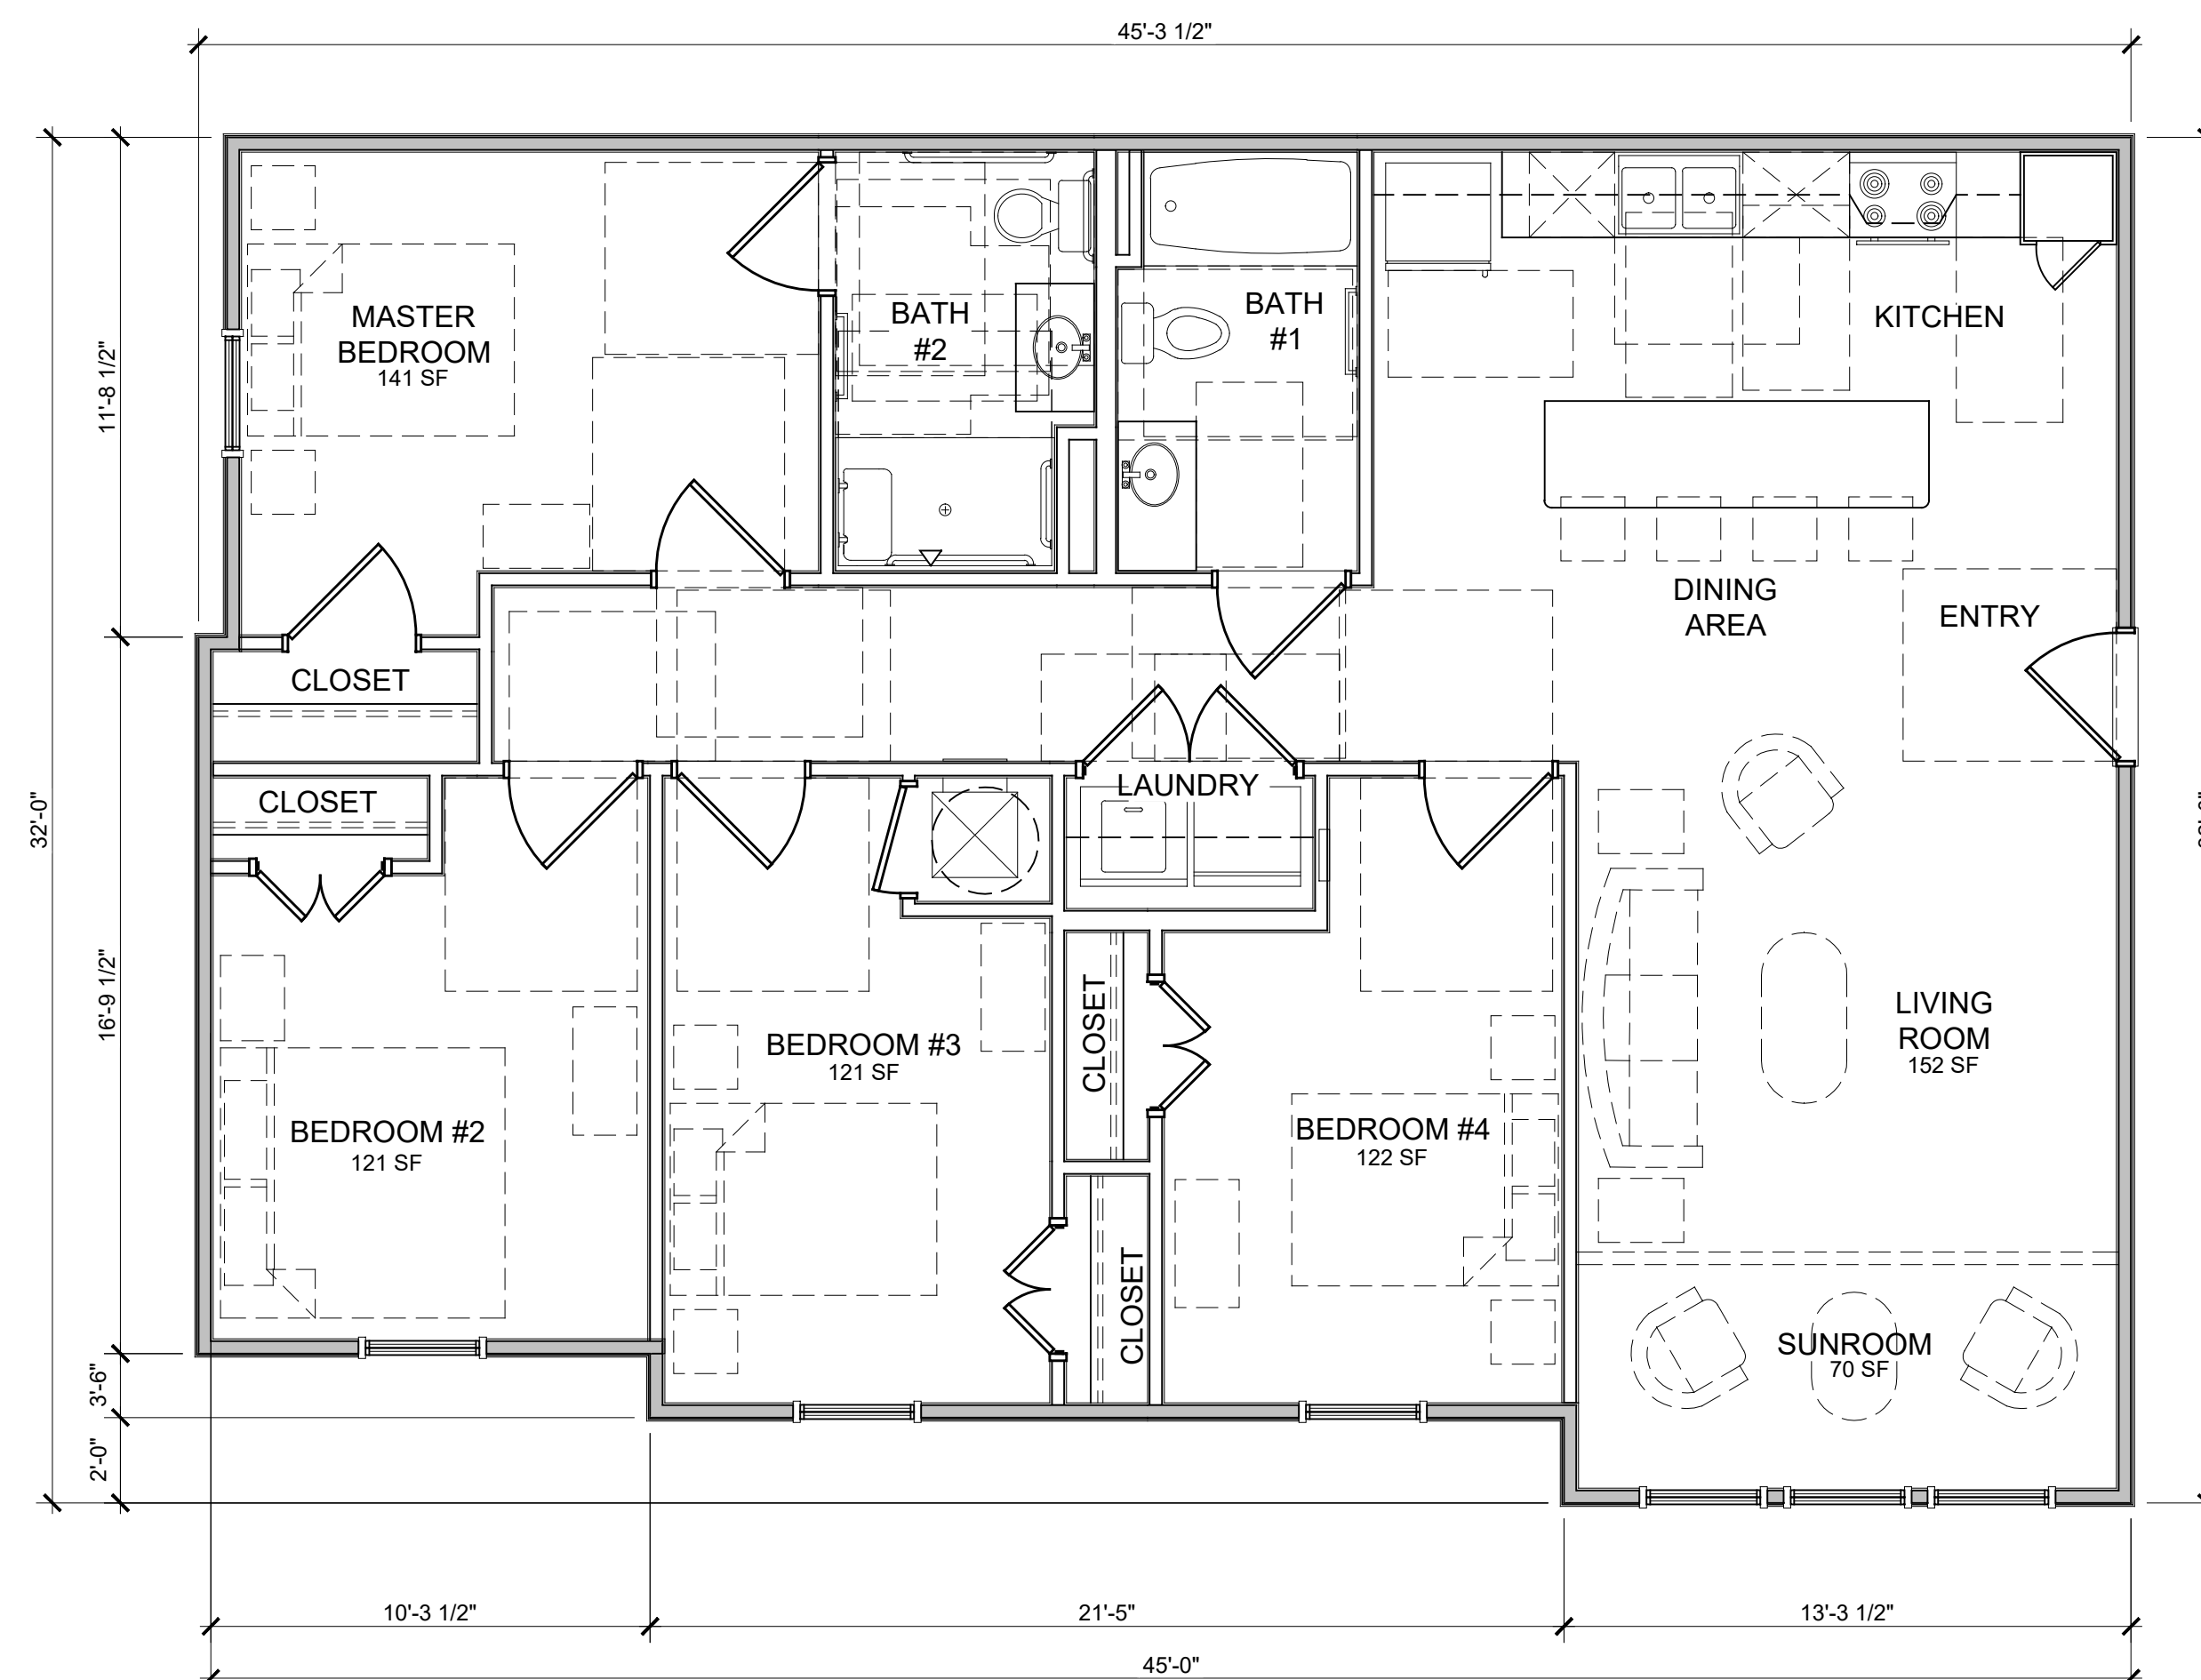 45'-3 1/2"
MASTER
BEDROOM
141 SF
BATH
#2
BATH
#1
KITCHEN
11'-8 1/2"
DINING
AREA
ENTRY
CLOSET
CLOSET
LAUNDRY
32'-0"
16'-9 1/2"
CLOSET
LIVING
ROOM
152 SF
BEDROOM #3
121 SF
BEDROOM #2
121 SF
BEDROOM #4
122 SF
CLOSET
SUNROOM
70 SF
3'-6"
2'-0"
10'-3 1/2"
21'-5"
13'-3 1/2"
45'-0"